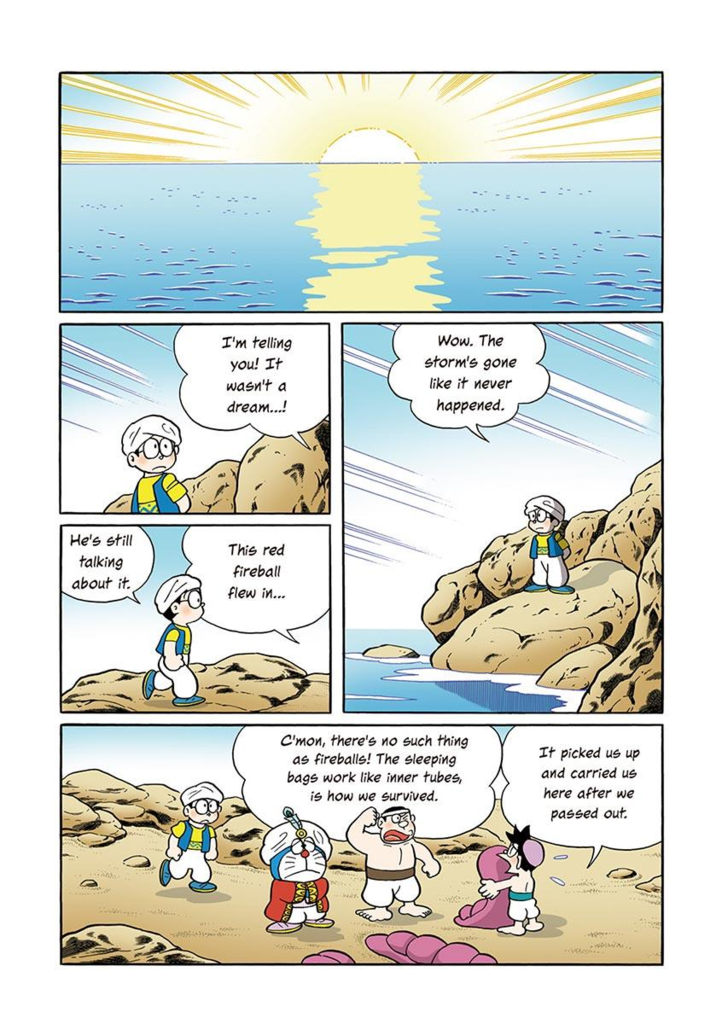 I'm telling
you! It
wasn't a
dream...!
Wow. The
storm's gone
like it never
happened.
He's still
talking
about it.
This red
fireball
flew in...
C'mon, there's no such thing
as fireballs! The sleeping
bags work like inner tubes,
is how we survived.
It picked us up
and carried us
here after we
passed out.